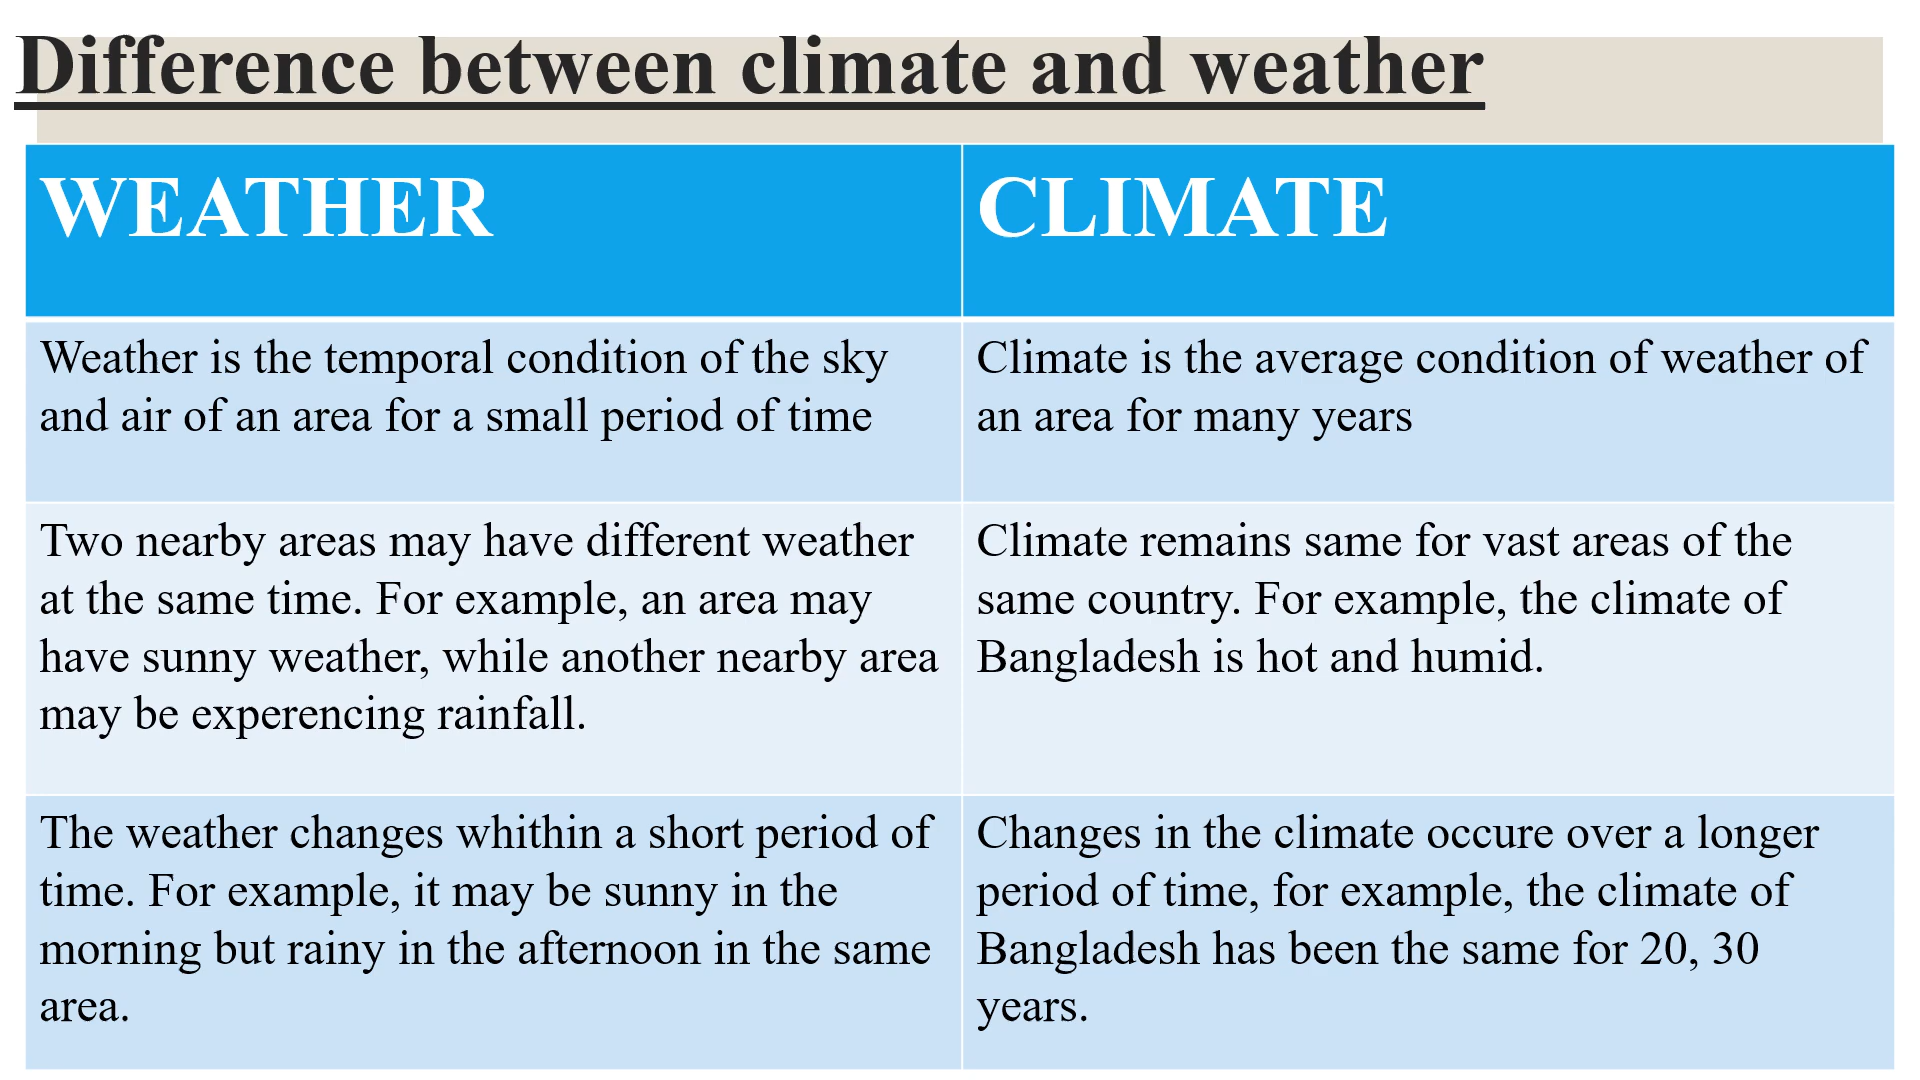 Difference between climate and weather
WEATHER
CLIMATE
Weather is the temporal condition of the sky
and air of an area for a small period of time
Climate is the average condition of weather of
an area for many years
Two nearby areas may have different weather
at the same time. For example, an area may
have sunny weather, while another nearby area
may be experencing rainfall.
Climate remains same for vast areas of the
same country. For example, the climate of
Bangladesh is hot and humid.
The weather changes whithin a short period of
time. For example, it may be sunny in the
morning but rainy in the afternoon in the same
area.
Changes in the climate occure over a longer
period of time, for example, the climate of
Bangladesh has been the same for 20, 30
years.